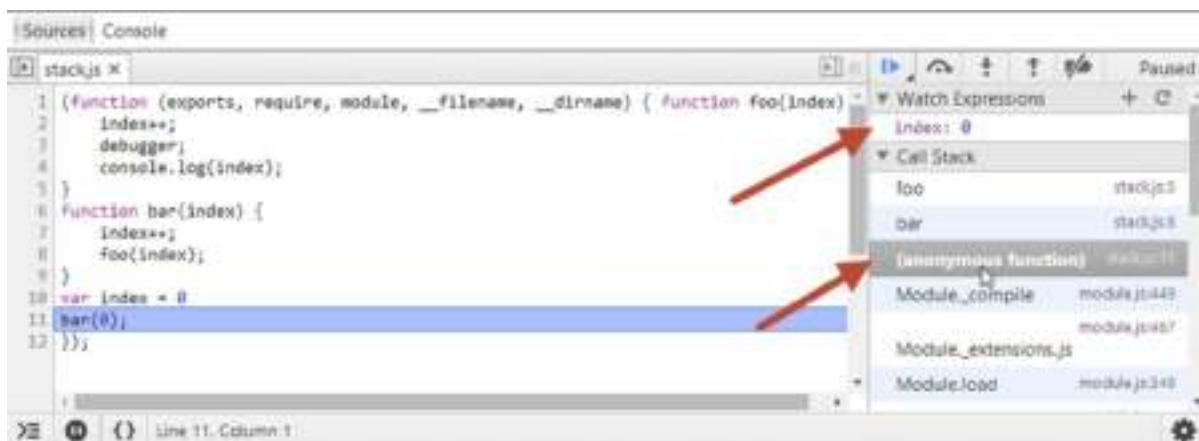 Sources Console
stack.js ×
Paused
1 (function (exports, require, module, __filename, __dirname) { function foo(index)
2 index++;
3 debugger;
4 console.log(index);
5 }
6 function bar(index) {
7 index++;
8 foo(index);
9 }
10 var index = 0
11 bar(0);
12 });
Watch Expressions
index: 0
Call Stack
foo stack.js:3
bar stack.js:8
(anonymous function) stack.js:11
Module._compile module.js:449
module.js:467
Module._extensions.js
Module.load
Line 11, Column 1